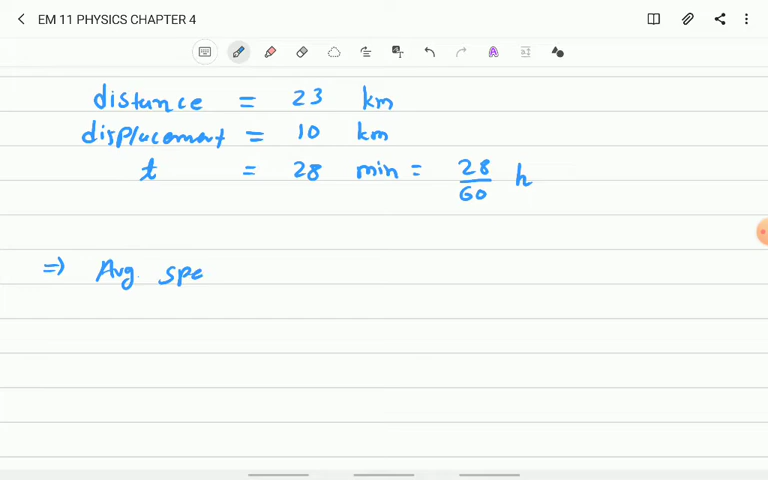 EM 11 PHYSICS CHAPTER 4
distance = 23 km
displacement = 10 km
t = 28 min = 28/60 h
⇒ Avg. spe